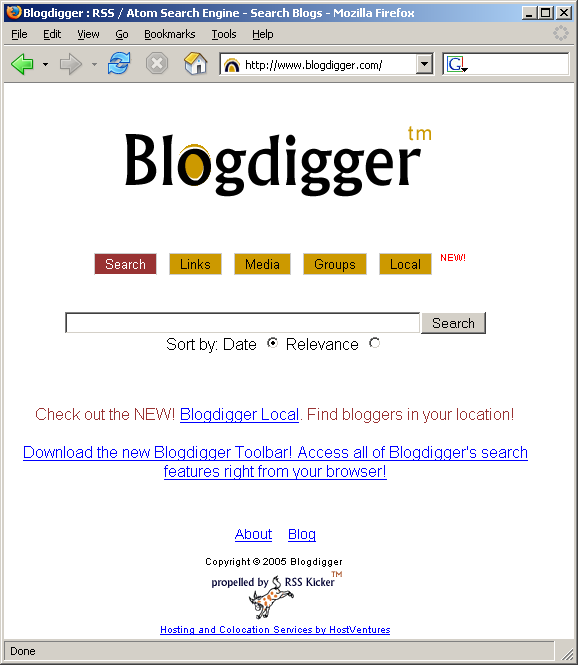 Blogdigger : RSS / Atom Search Engine - Search Blogs - Mozilla Firefox
File Edit View Go Bookmarks Tools Help
http://www.blogdigger.com/ G
Blogdigger tm
Search Links Media Groups Local NEW!
Search
Sort by: Date Relevance
Check out the NEW! Blogdigger Local. Find bloggers in your location!
Download the new Blogdigger Toolbar! Access all of Blogdigger's search
features right from your browser!
About Blog
Copyright © 2005 Blogdigger
propelled by RSS Kicker TM
Hosting and Colocation Services by HostVentures
Done